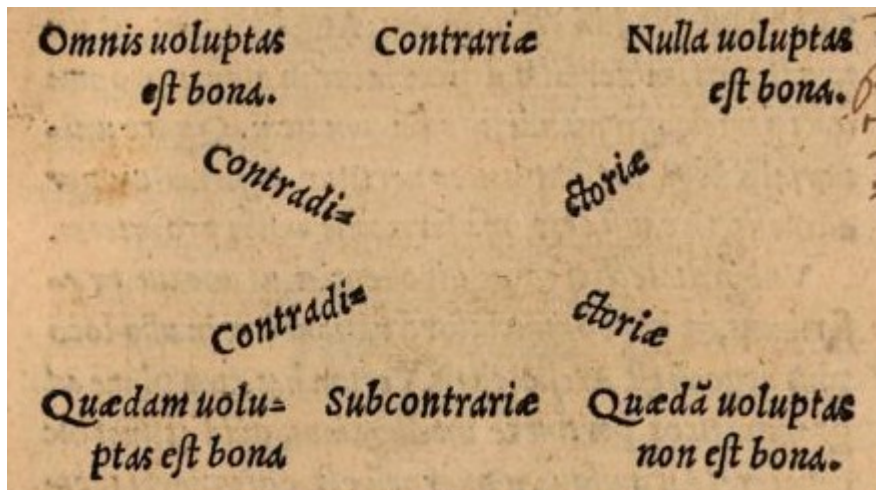 Omnis uoluptas Contrariæ Nulla uoluptas
est bona. est bona.
Contradi= ctoriæ
Contradi= ctoriæ
Quædam uolu= Subcontrariæ Quædã uoluptas
ptas est bona non est bona.